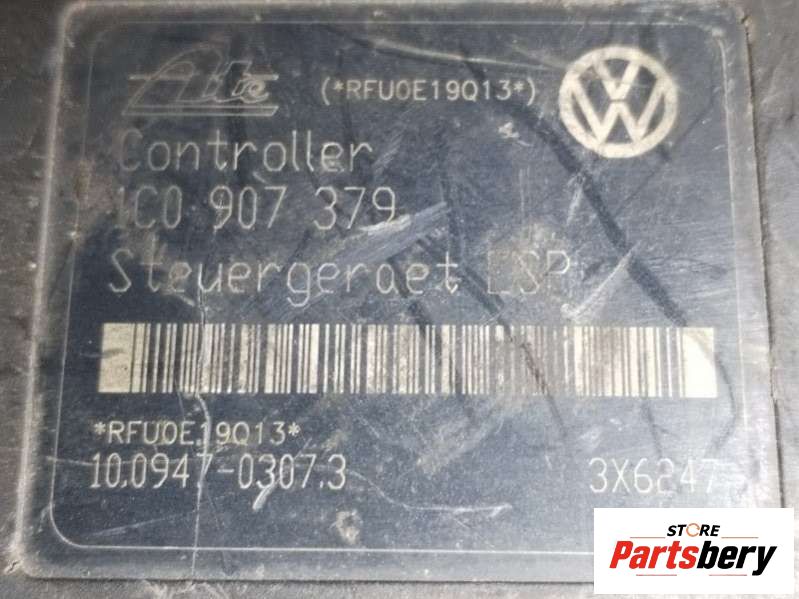 Ate (*RFU0E19Q13*)
Controller
1C0 907 379
Steuergeraet ESP
*RFU0E19Q13*
10.0947-0307.3 3X6247
STORE
Partsbery